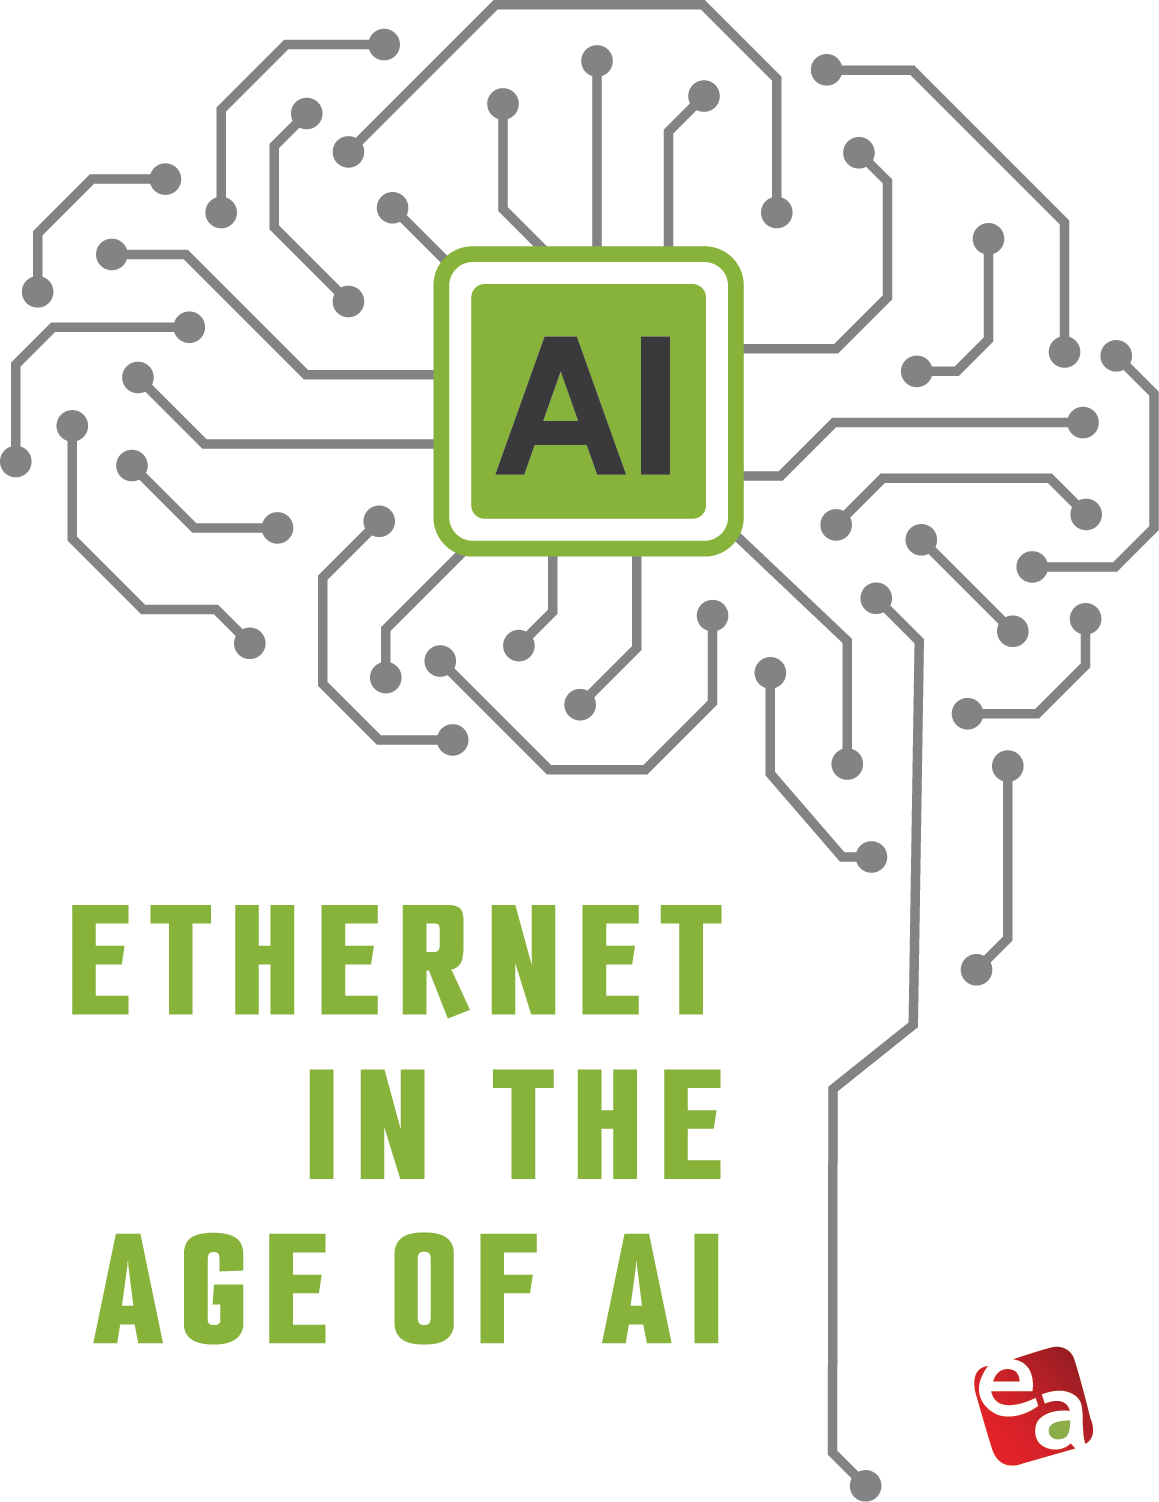 AI
ETHERNET
IN THE
AGE OF AI
ea